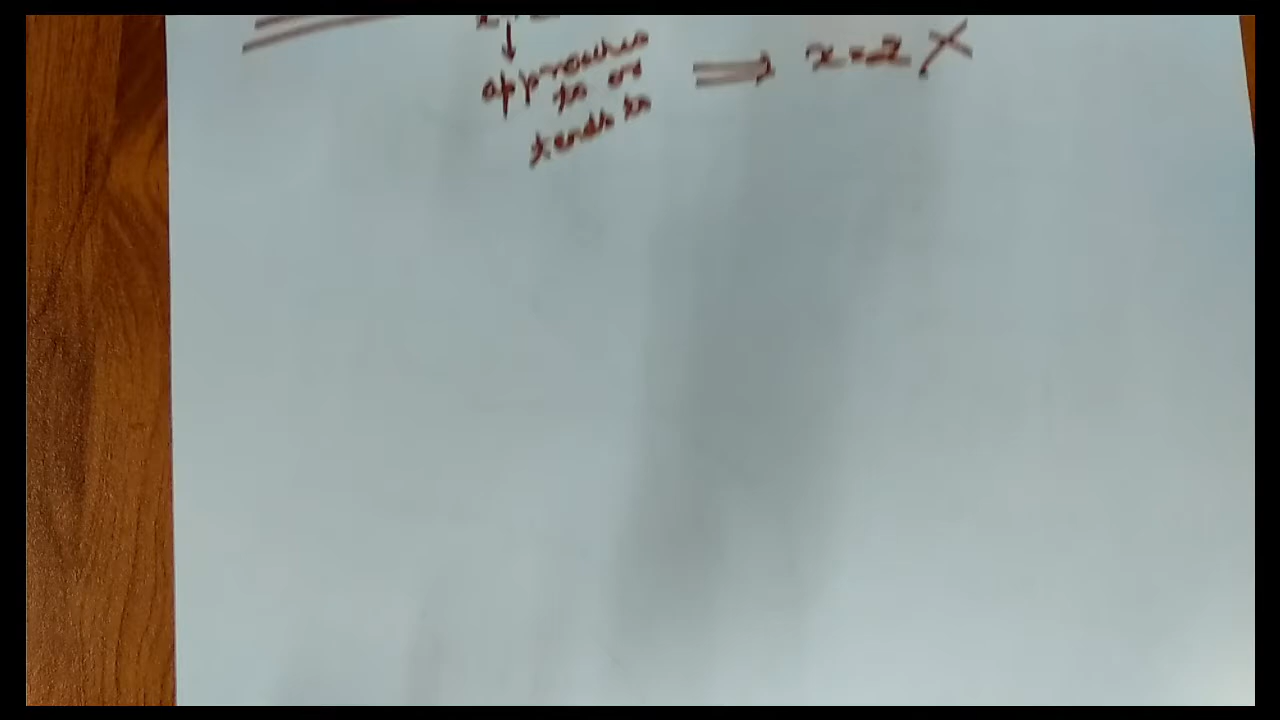 ↓
approaches ⟹ x=2 ✗
to or
tends to